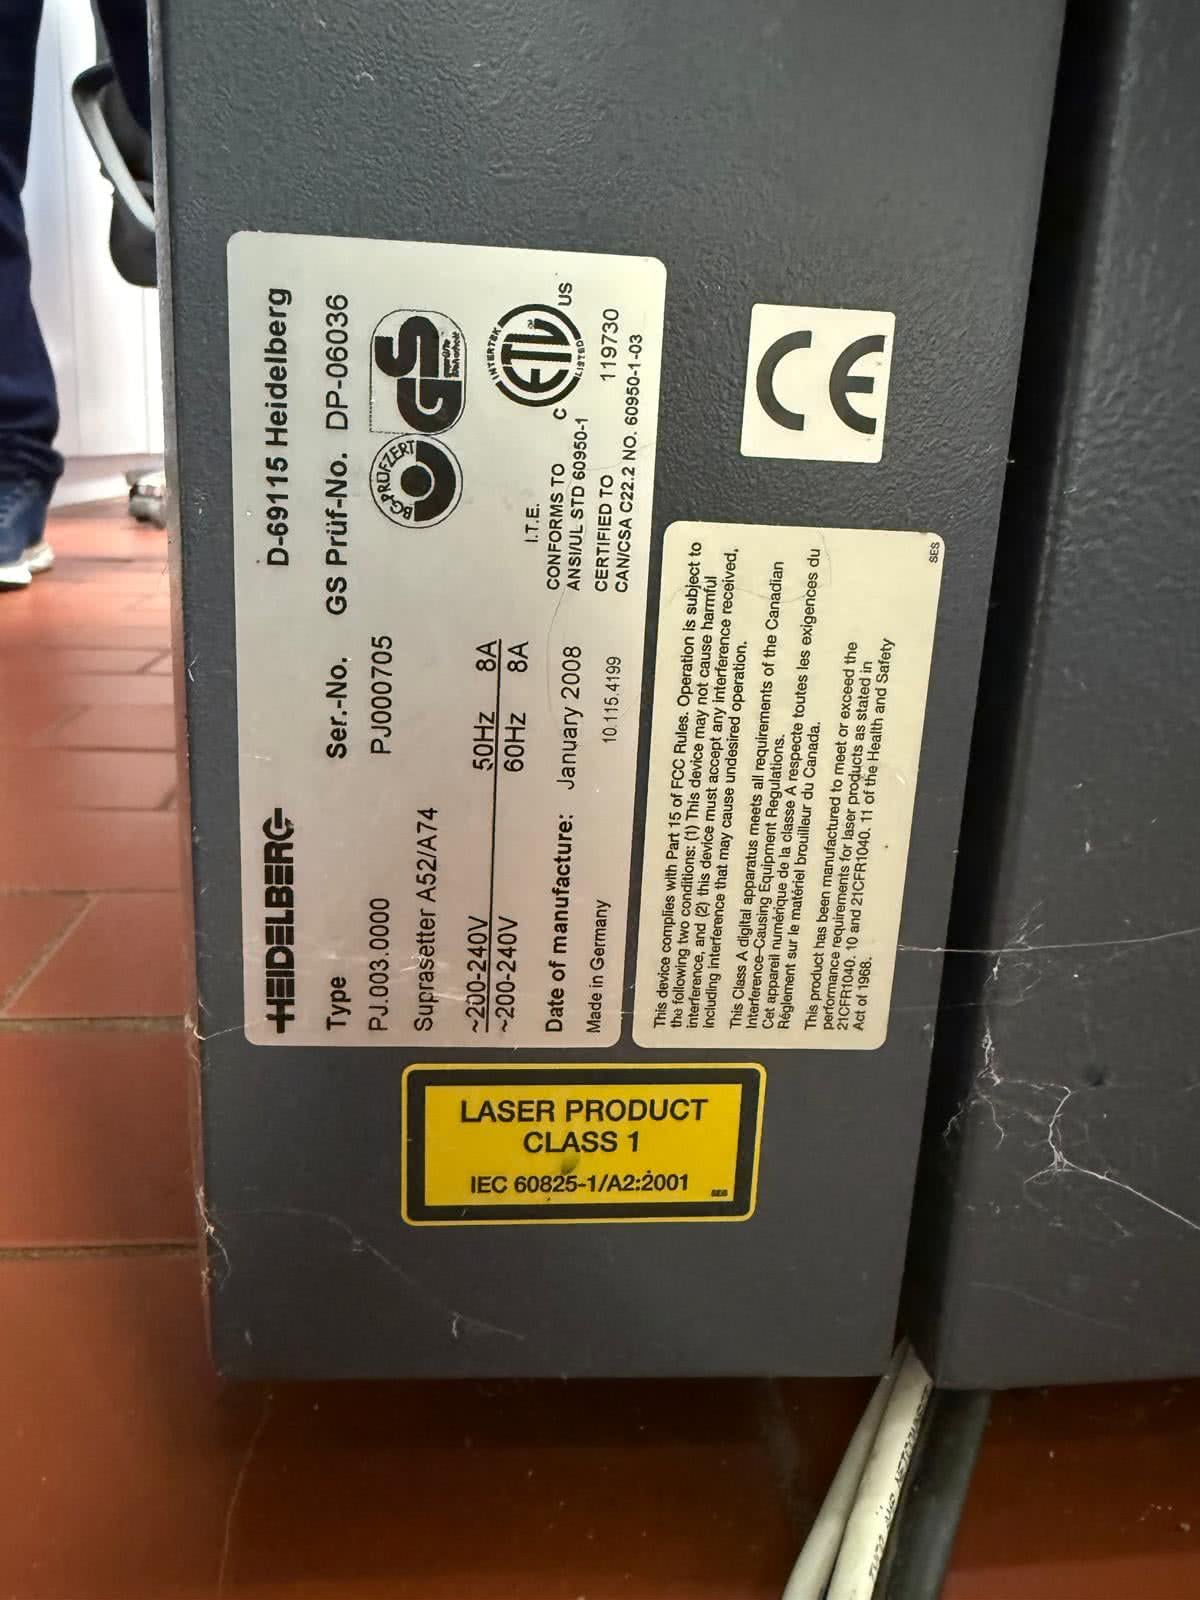 HEIDELBERG D-69115 Heidelberg
Type Ser.-No. GS Prüf-No. DP-06036
PJ.003.0000 PJ000705
Suprasetter A52/A74
BG-PRÜFZERT
GS
geprüfte
Sicherheit
~200-240V 50Hz 8A
~200-240V 60Hz 8A
Date of manufacture: January 2008
Made in Germany 10.115.4199
I.T.E.
CONFORMS TO
ANSI/UL STD 60950-1
CERTIFIED TO
CAN/CSA C22.2 NO. 60950-1-03
INTERTEK
ETL
LISTED
C US
119730
CE
This device complies with Part 15 of FCC Rules. Operation is subject to
the following two conditions: (1) This device may not cause harmful
interference, and (2) this device must accept any interference received,
including interference that may cause undesired operation.
This Class A digital apparatus meets all requirements of the Canadian
Interference-Causing Equipment Regulations.
Cet appareil numérique de la classe A respecte toutes les exigences du
Règlement sur le matériel brouilleur du Canada.
This product has been manufactured to meet or exceed the
performance requirements for laser products as stated in
21CFR1040. 10 and 21CFR1040. 11 of the Health and Safety
Act of 1968.
SES
LASER PRODUCT
CLASS 1
IEC 60825-1/A2:2001
SES